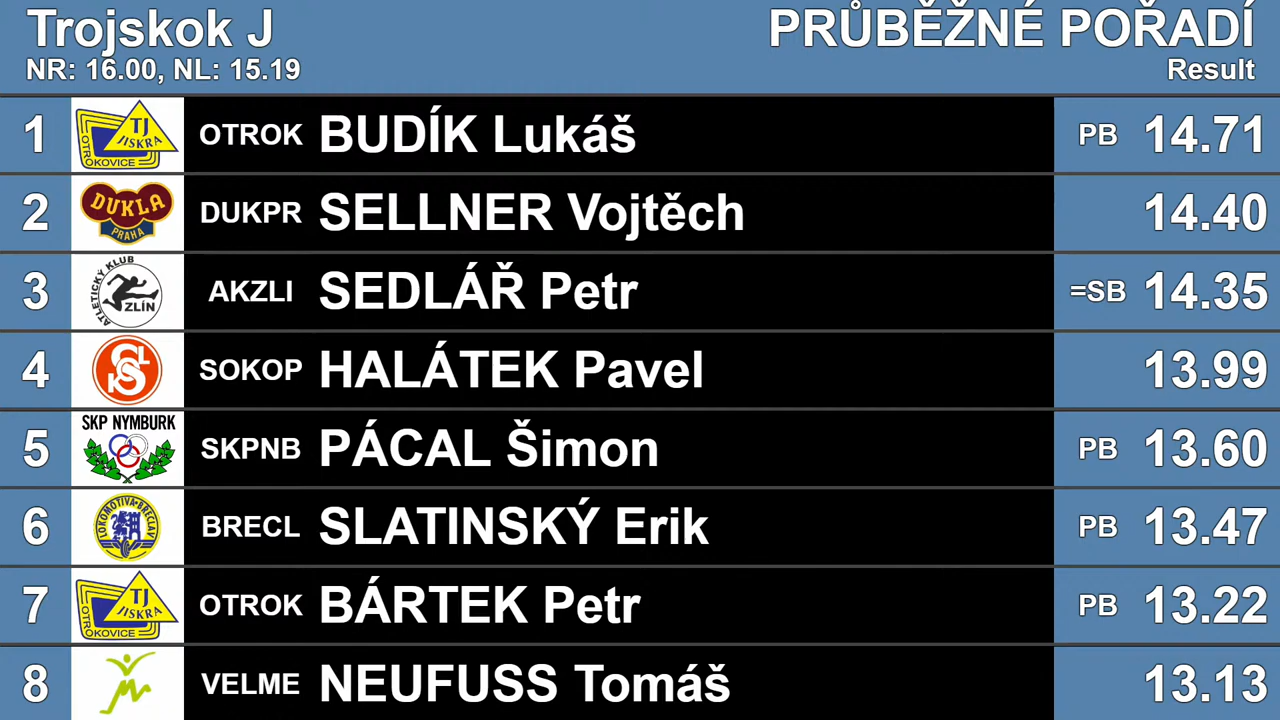 Trojskok J
PRŮBĚŽNÉ POŘADÍ
NR: 16.00, NL: 15.19
Result
1 TJ JISKRA OTROKOVICE OTROK BUDÍK Lukáš PB 14.71
2 DUKLA PRAHA DUKPR SELLNER Vojtěch 14.40
3 ATLETICKÝ KLUB ZLÍN AKZLI SEDLÁŘ Petr =SB 14.35
4 SKSL SOKOP HALÁTEK Pavel 13.99
5 SKP NYMBURK SKPNB PÁCAL Šimon PB 13.60
6 LOKOMOTIVA BŘECLAV BRECL SLATINSKÝ Erik PB 13.47
7 TJ JISKRA OTROKOVICE OTROK BÁRTEK Petr PB 13.22
8 VELME NEUFUSS Tomáš 13.13